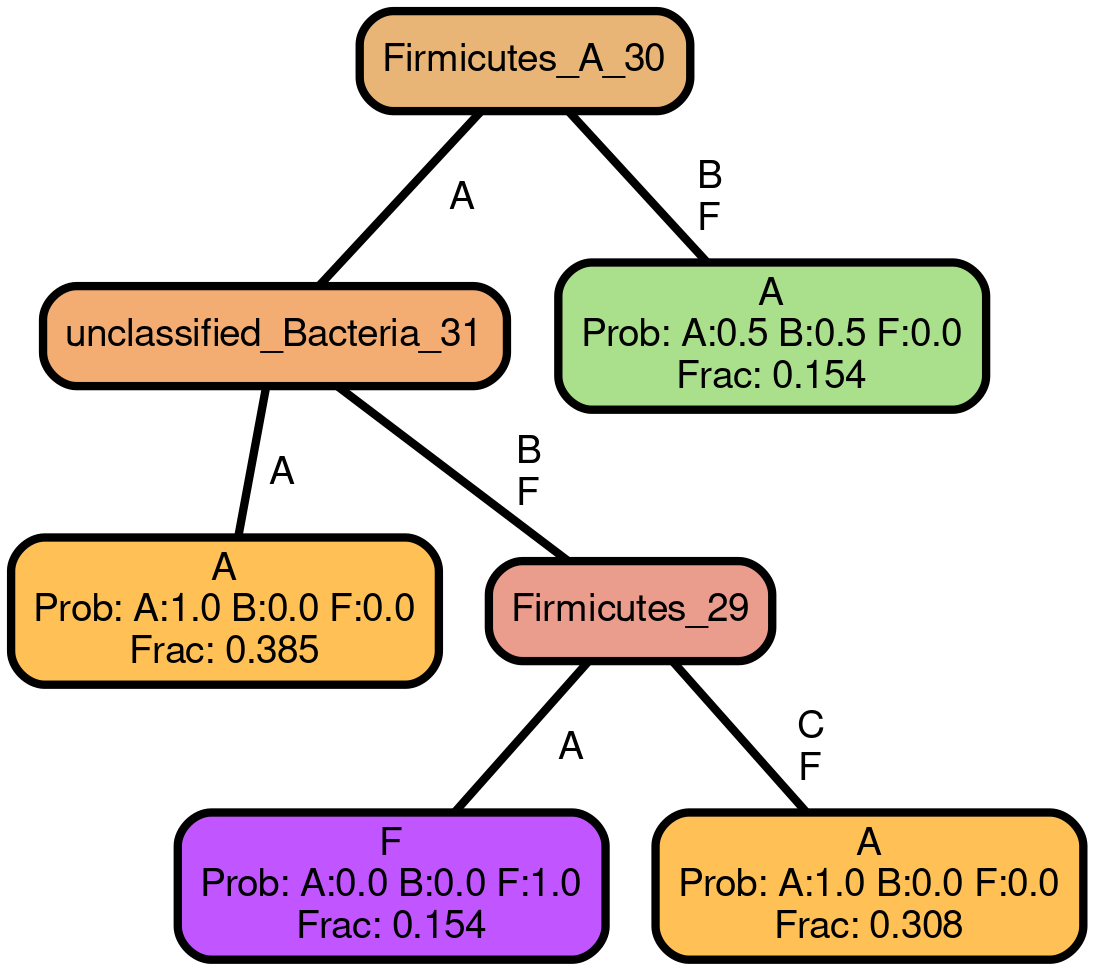 Firmicutes_A_30
A
B
F
unclassified_Bacteria_31
A
Prob: A:0.5 B:0.5 F:0.0
Frac: 0.154
A
B
F
A
Prob: A:1.0 B:0.0 F:0.0
Frac: 0.385
Firmicutes_29
A
C
F
F
Prob: A:0.0 B:0.0 F:1.0
Frac: 0.154
A
Prob: A:1.0 B:0.0 F:0.0
Frac: 0.308